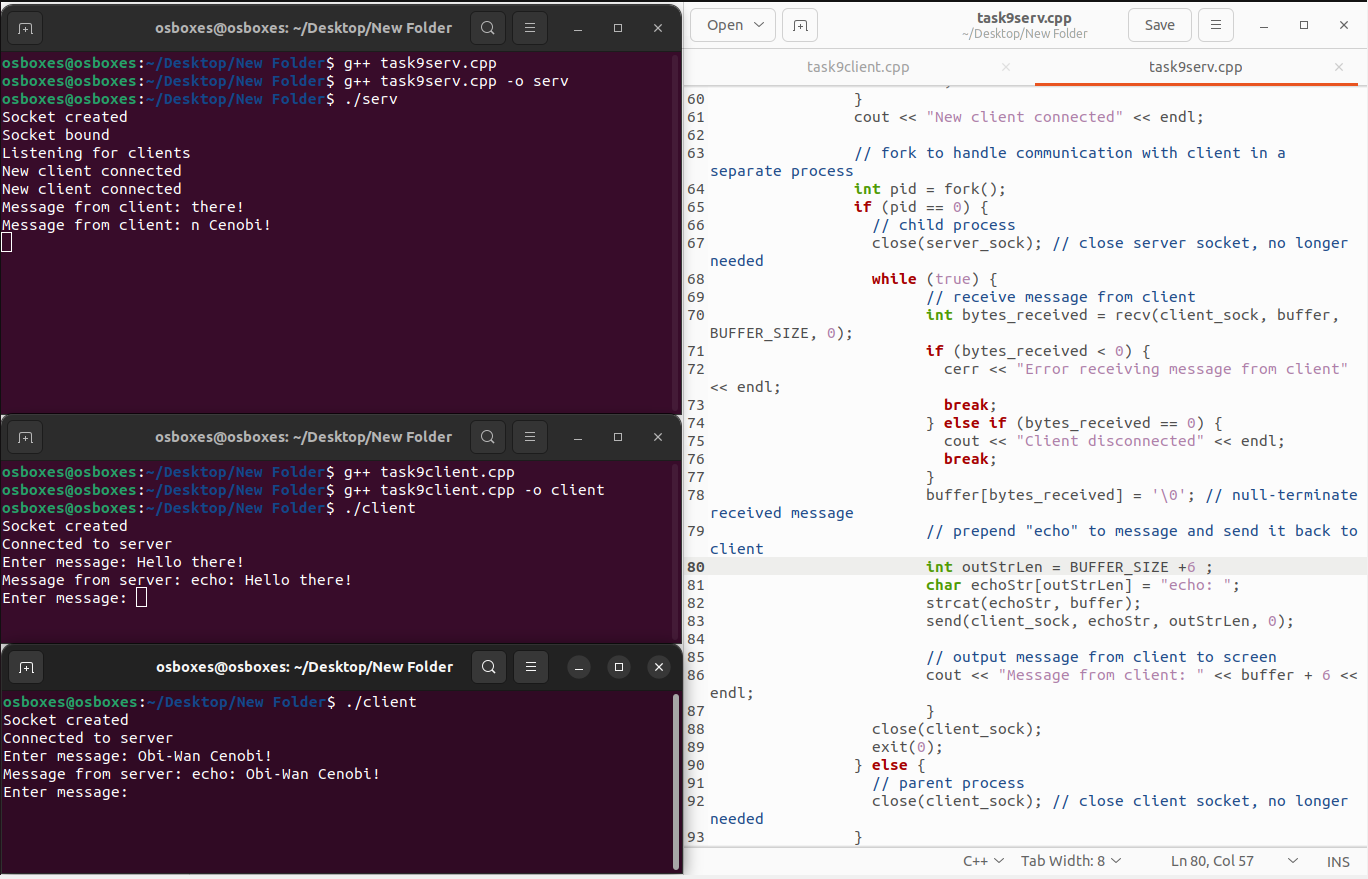 osboxes@osboxes: ~/Desktop/New Folder
osboxes@osboxes:~/Desktop/New Folder$ g++ task9serv.cpp
osboxes@osboxes:~/Desktop/New Folder$ g++ task9serv.cpp -o serv
osboxes@osboxes:~/Desktop/New Folder$ ./serv
Socket created
Socket bound
Listening for clients
New client connected
New client connected
Message from client: there!
Message from client: n Cenobi!
osboxes@osboxes: ~/Desktop/New Folder
osboxes@osboxes:~/Desktop/New Folder$ g++ task9client.cpp
osboxes@osboxes:~/Desktop/New Folder$ g++ task9client.cpp -o client
osboxes@osboxes:~/Desktop/New Folder$ ./client
Socket created
Connected to server
Enter message: Hello there!
Message from server: echo: Hello there!
Enter message:
osboxes@osboxes: ~/Desktop/New Folder
osboxes@osboxes:~/Desktop/New Folder$ ./client
Socket created
Connected to server
Enter message: Obi-Wan Cenobi!
Message from server: echo: Obi-Wan Cenobi!
Enter message:
Open
task9serv.cpp
~/Desktop/New Folder
Save
task9client.cpp
task9serv.cpp
60 }
61 cout << "New client connected" << endl;
62
63 // fork to handle communication with client in a
separate process
64 int pid = fork();
65 if (pid == 0) {
66 // child process
67 close(server_sock); // close server socket, no longer
needed
68 while (true) {
69 // receive message from client
70 int bytes_received = recv(client_sock, buffer,
BUFFER_SIZE, 0);
71 if (bytes_received < 0) {
72 cerr << "Error receiving message from client"
<< endl;
73 break;
74 } else if (bytes_received == 0) {
75 cout << "Client disconnected" << endl;
76 break;
77 }
78 buffer[bytes_received] = '\0'; // null-terminate
received message
79 // prepend "echo" to message and send it back to
client
80 int outStrLen = BUFFER_SIZE +6 ;
81 char echoStr[outStrLen] = "echo: ";
82 strcat(echoStr, buffer);
83 send(client_sock, echoStr, outStrLen, 0);
84
85 // output message from client to screen
86 cout << "Message from client: " << buffer + 6 <<
endl;
87 }
88 close(client_sock);
89 exit(0);
90 } else {
91 // parent process
92 close(client_sock); // close client socket, no longer
needed
93 }
C++ Tab Width: 8 Ln 80, Col 57 INS